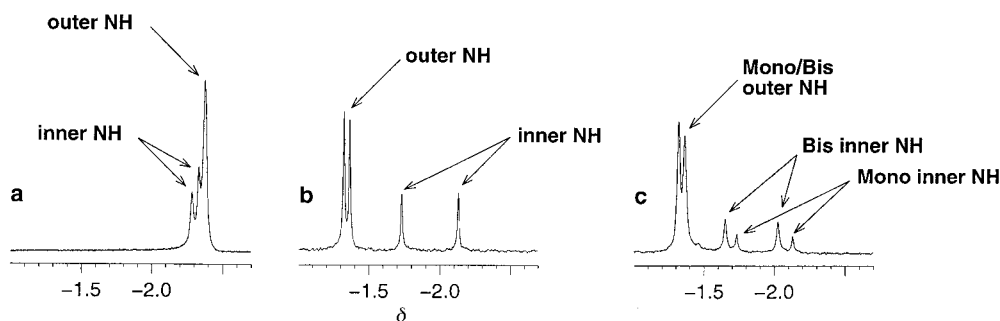 outer NH
inner NH
a
−1.5 −2.0
outer NH
inner NH
b
−1.5 −2.0
δ
Mono/Bis
outer NH
Bis inner NH
Mono inner NH
c
−1.5 −2.0